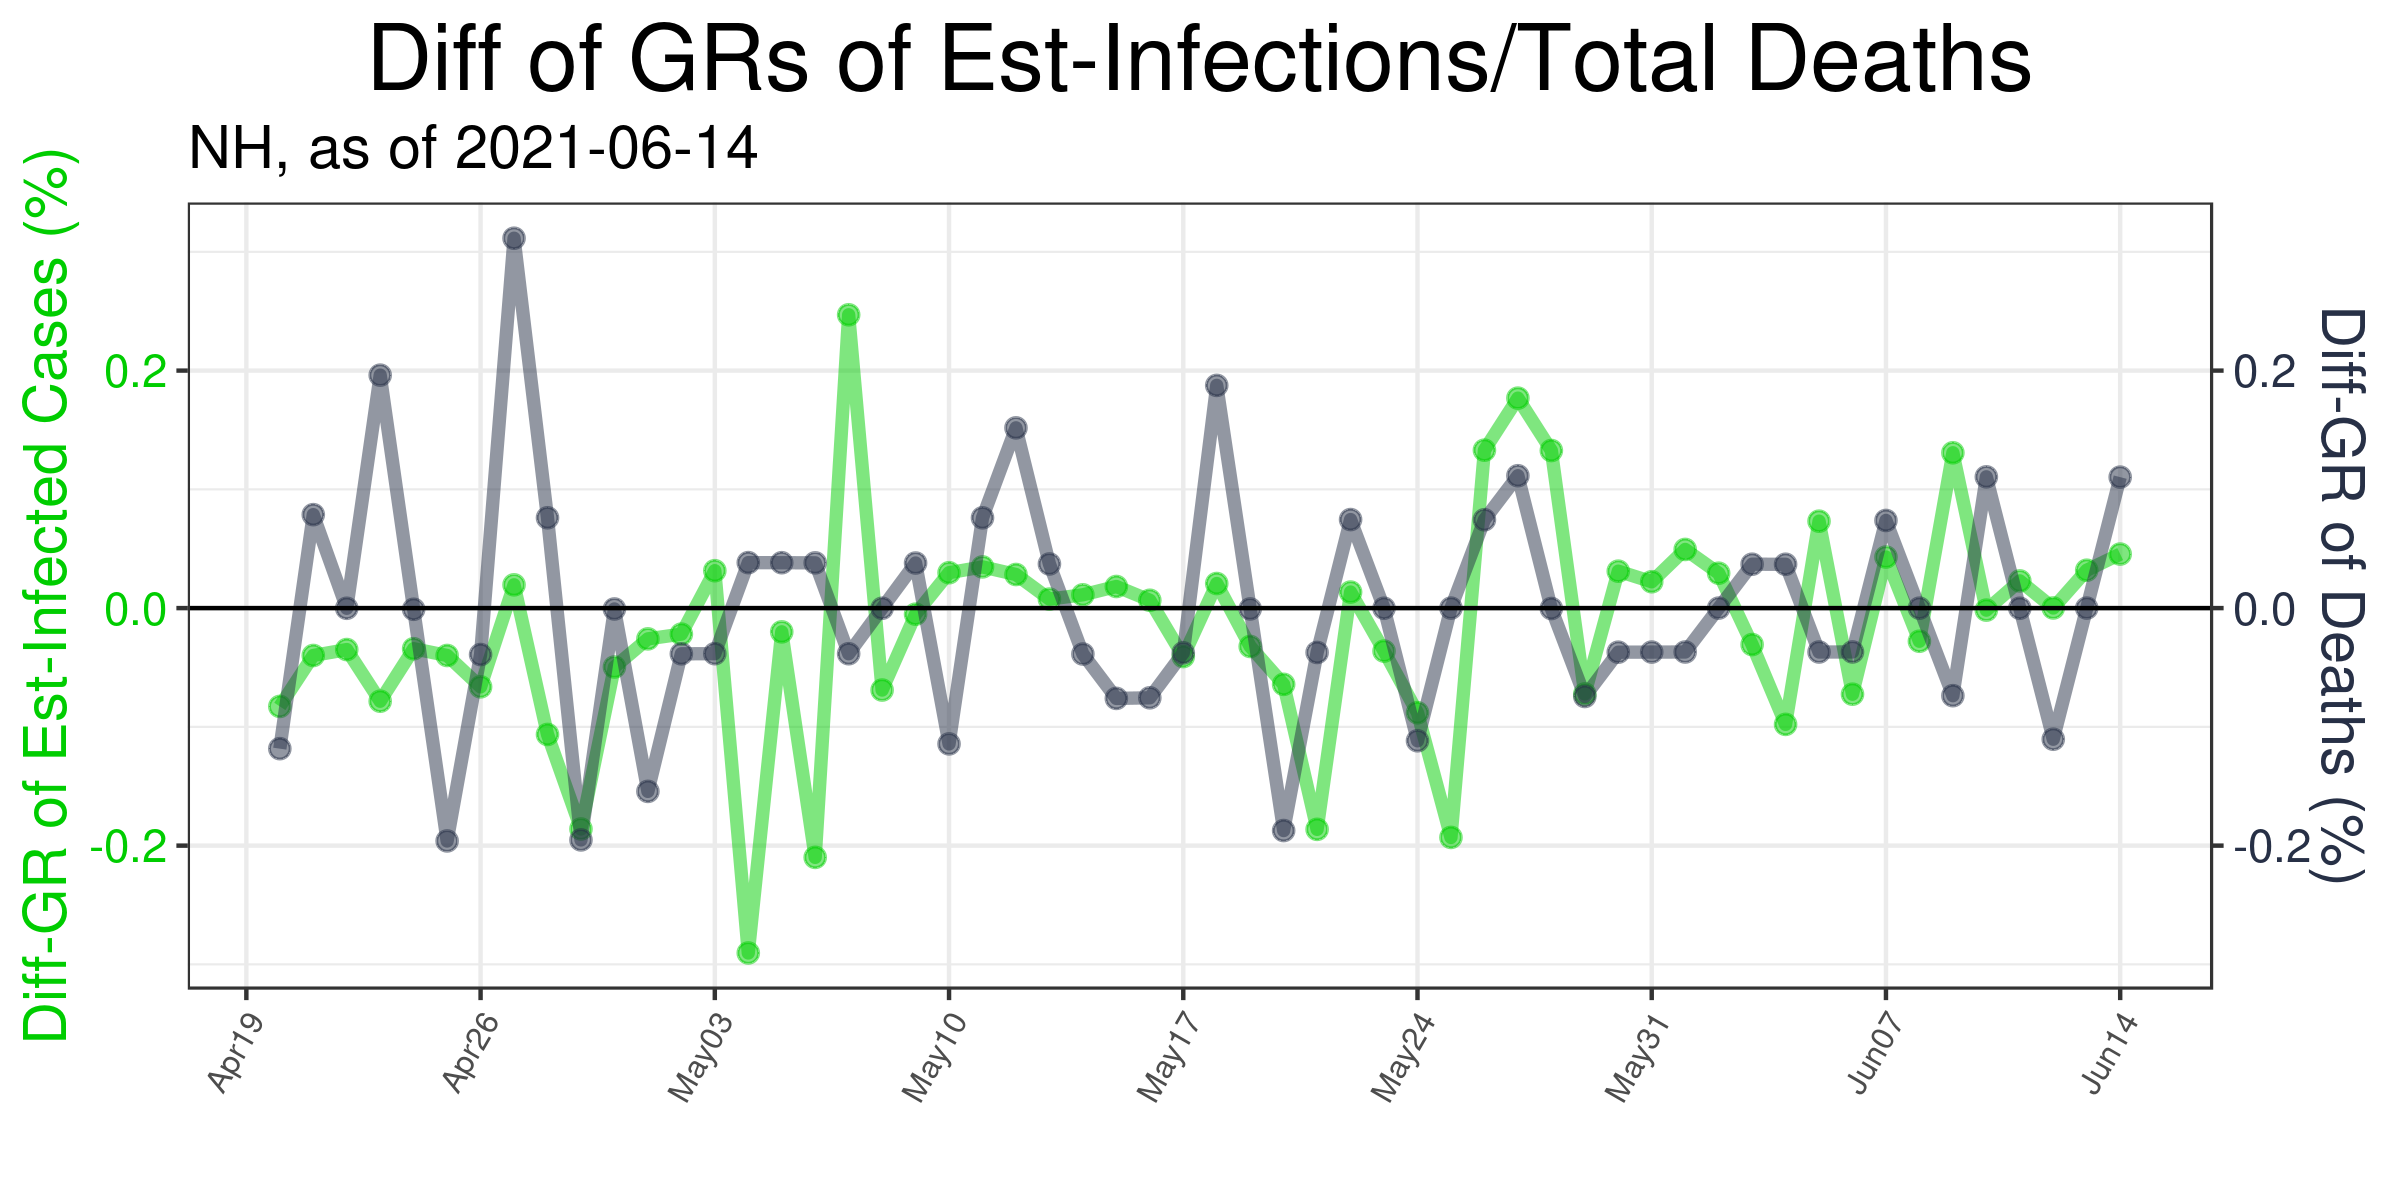 Diff of GRs of Est-Infections/Total Deaths
NH, as of 2021-06-14
Diff-GR of Est-Infected Cases (%)
0.2
0.0
-0.2
0.2
0.0
-0.2
Diff-GR of Deaths (%)
Apr19
Apr26
May03
May10
May17
May24
May31
Jun07
Jun14